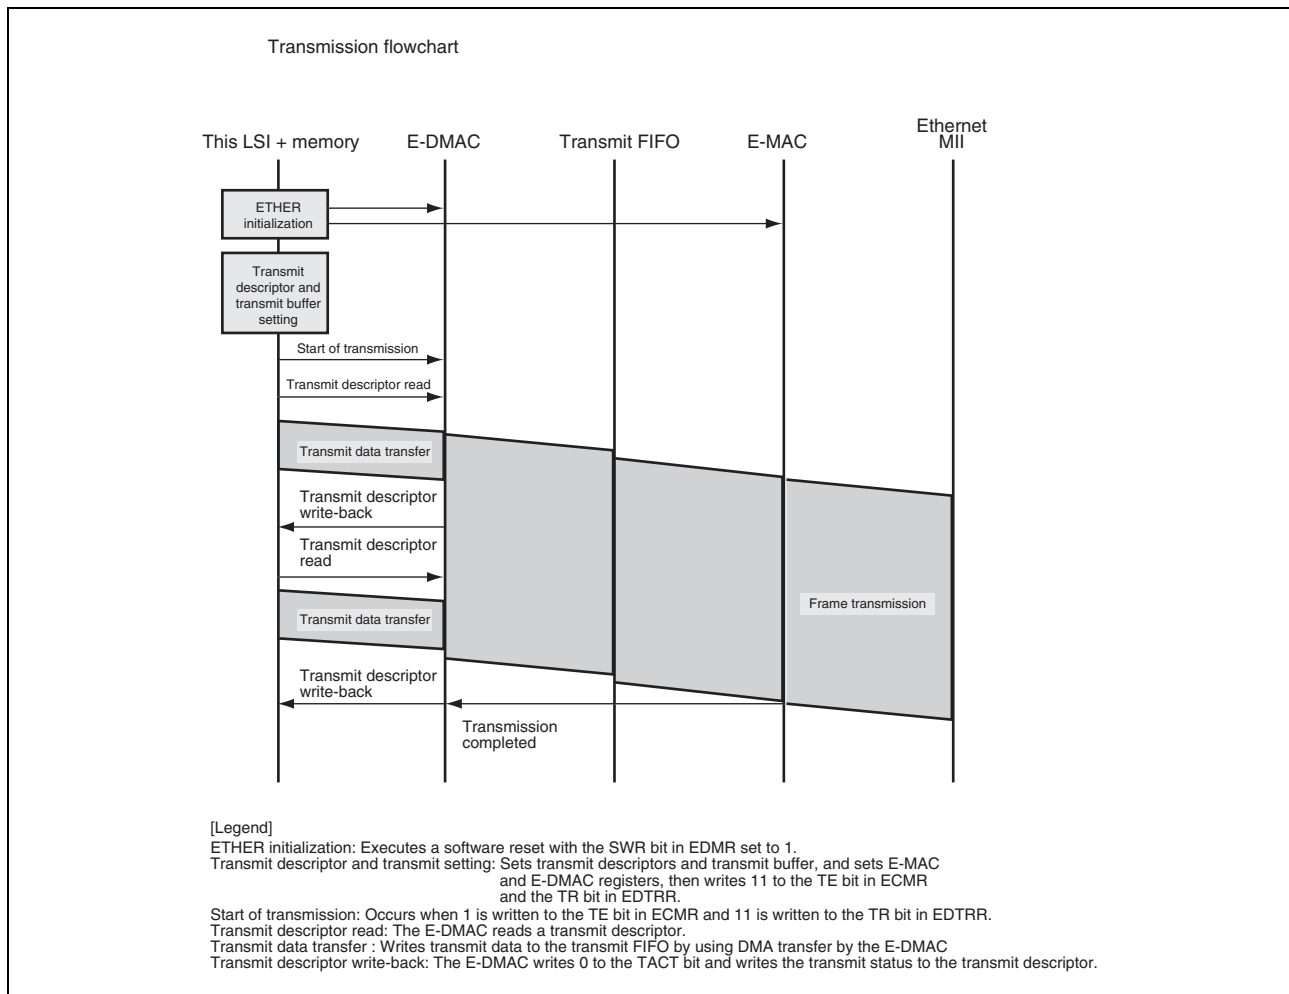 Transmission flowchart
This LSI + memory
E-DMAC
Transmit FIFO
E-MAC
Ethernet
MII
ETHER
initialization
Transmit
descriptor and
transmit buffer
setting
Start of transmission
Transmit descriptor read
Transmit data transfer
Transmit descriptor
write-back
Transmit descriptor
read
Transmit data transfer
Frame transmission
Transmit descriptor
write-back
Transmission
completed
[Legend]
ETHER initialization: Executes a software reset with the SWR bit in EDMR set to 1.
Transmit descriptor and transmit setting: Sets transmit descriptors and transmit buffer, and sets E-MAC
and E-DMAC registers, then writes 11 to the TE bit in ECMR
and the TR bit in EDTRR.
Start of transmission: Occurs when 1 is written to the TE bit in ECMR and 11 is written to the TR bit in EDTRR.
Transmit descriptor read: The E-DMAC reads a transmit descriptor.
Transmit data transfer : Writes transmit data to the transmit FIFO by using DMA transfer by the E-DMAC
Transmit descriptor write-back: The E-DMAC writes 0 to the TACT bit and writes the transmit status to the transmit descriptor.